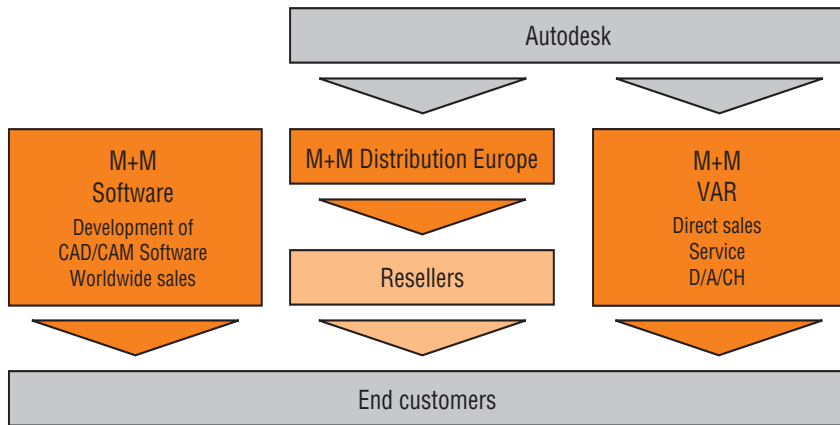 Autodesk
M+M
Software
Development of
CAD/CAM Software
Worldwide sales
M+M Distribution Europe
Resellers
M+M
VAR
Direct sales
Service
D/A/CH
End customers